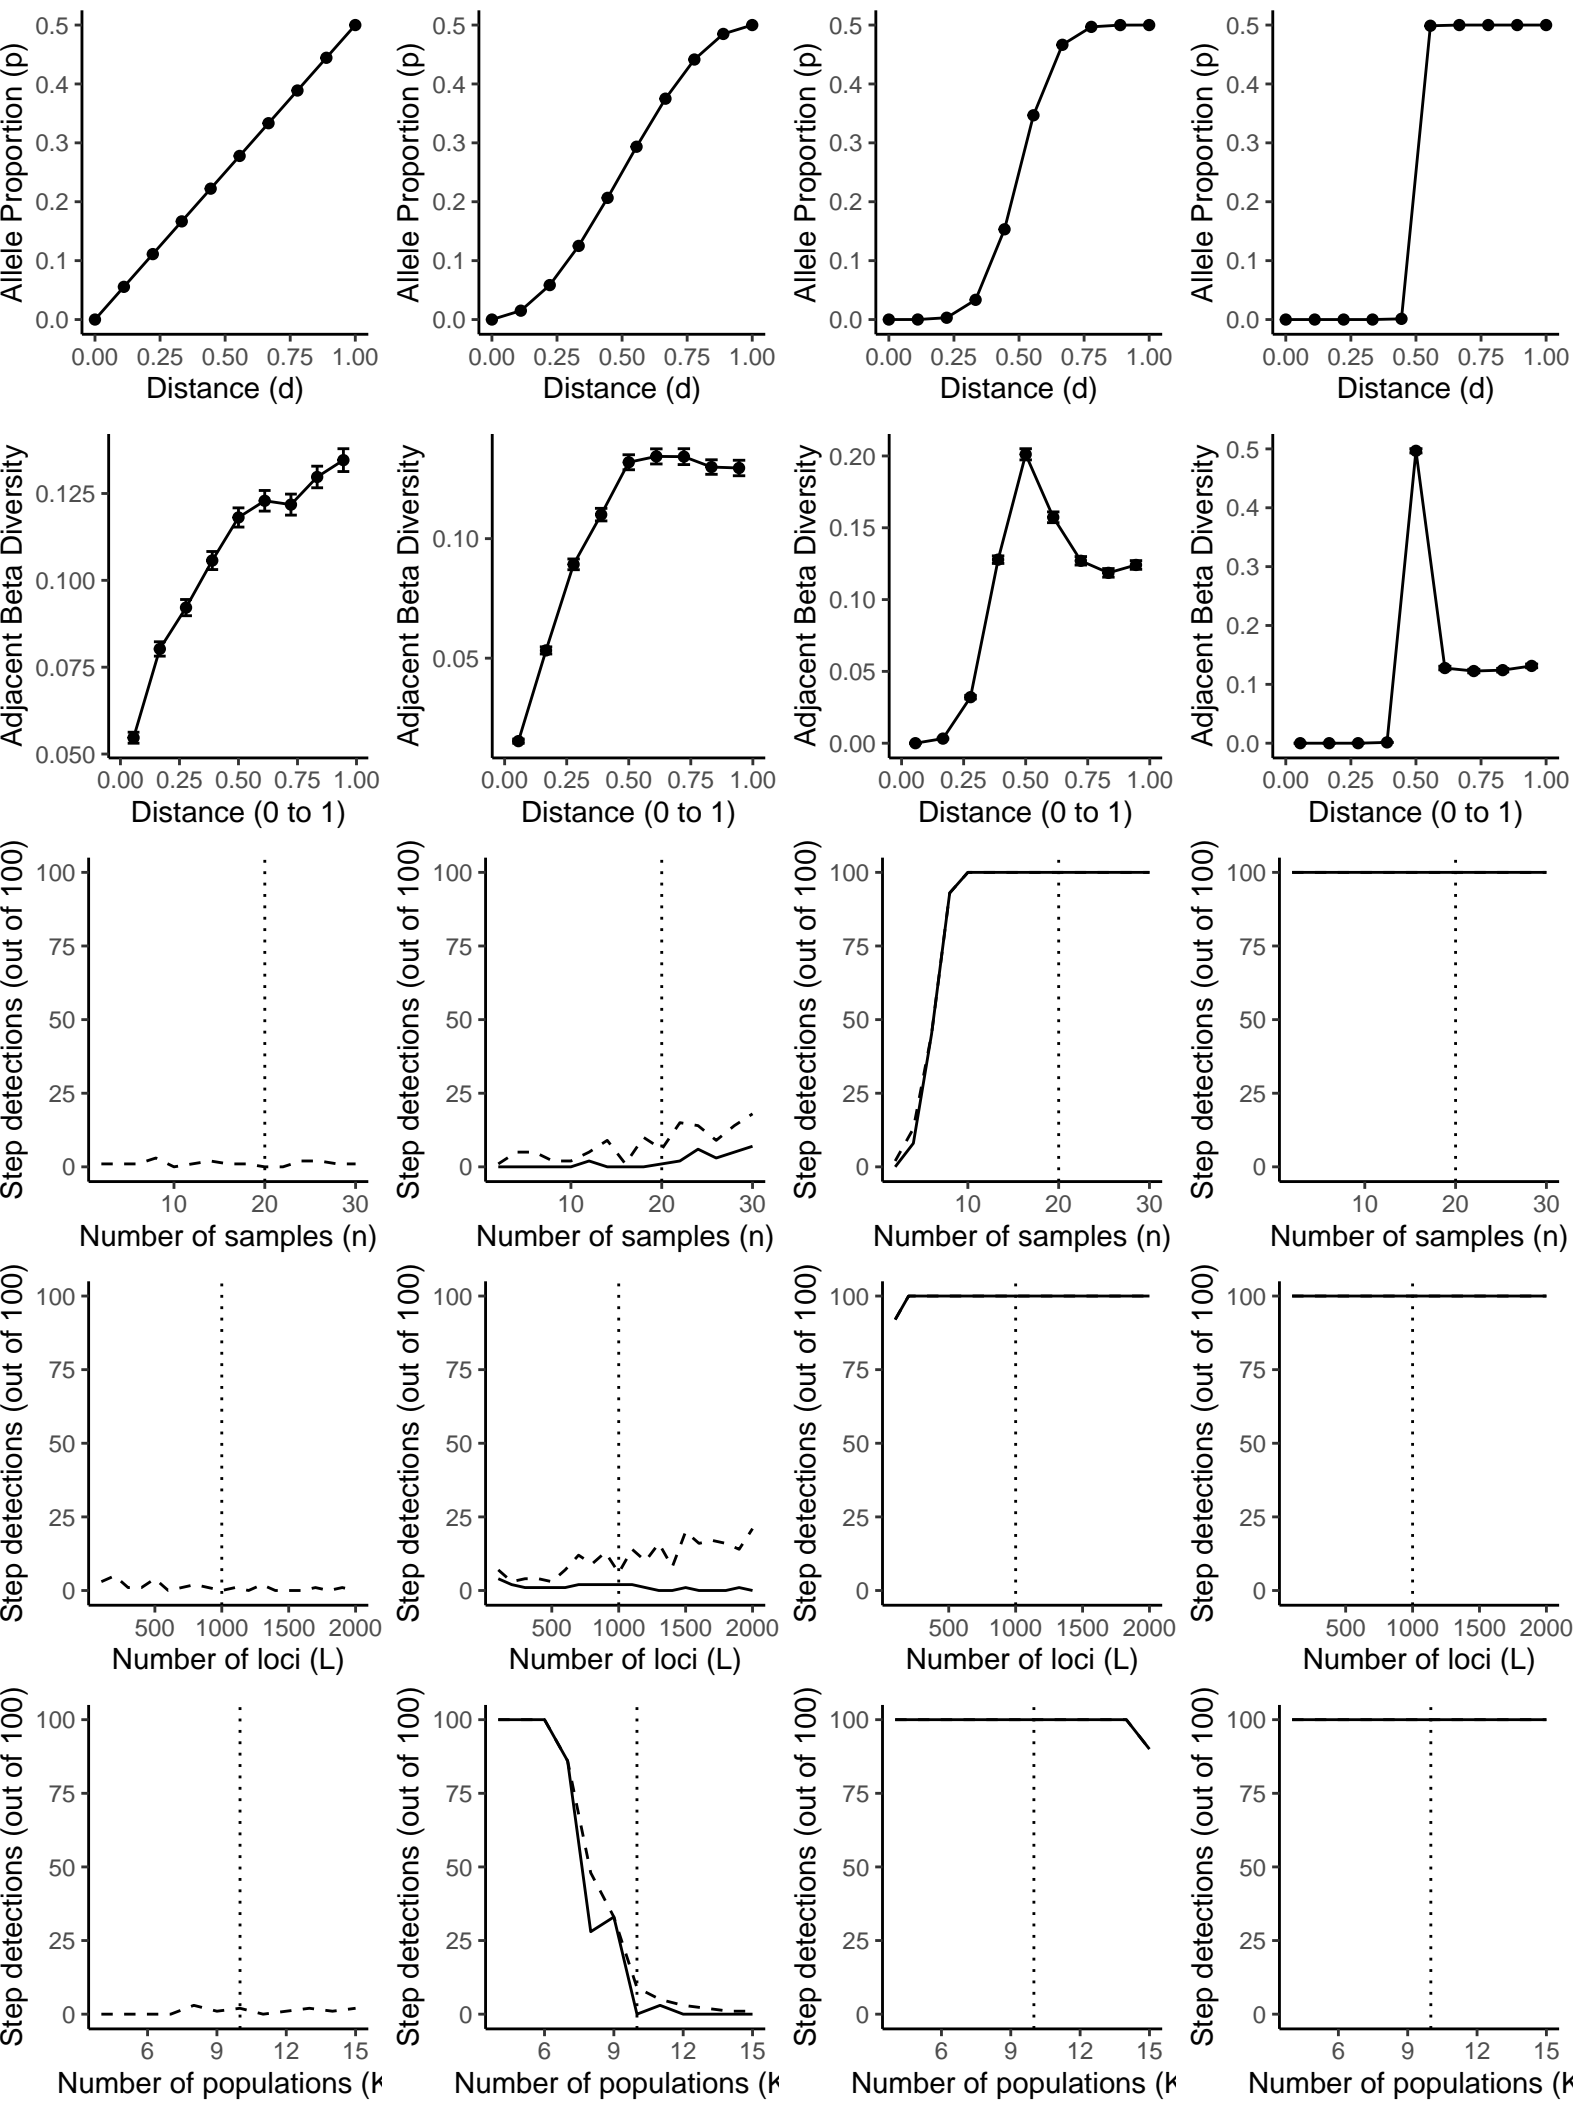 Allele Proportion (p)
0.5
0.4
0.3
0.2
0.1
0.0
0.00 0.25 0.50 0.75 1.00
Distance (d)
Allele Proportion (p)
0.5
0.4
0.3
0.2
0.1
0.0
0.00 0.25 0.50 0.75 1.00
Distance (d)
Allele Proportion (p)
0.5
0.4
0.3
0.2
0.1
0.0
0.00 0.25 0.50 0.75 1.00
Distance (d)
Allele Proportion (p)
0.5
0.4
0.3
0.2
0.1
0.0
0.00 0.25 0.50 0.75 1.00
Distance (d)
Adjacent Beta Diversity
0.125
0.100
0.075
0.050
0.00 0.25 0.50 0.75 1.00
Distance (0 to 1)
Adjacent Beta Diversity
0.10
0.05
0.00 0.25 0.50 0.75 1.00
Distance (0 to 1)
Adjacent Beta Diversity
0.20
0.15
0.10
0.05
0.00
0.00 0.25 0.50 0.75 1.00
Distance (0 to 1)
Adjacent Beta Diversity
0.5
0.4
0.3
0.2
0.1
0.0
0.00 0.25 0.50 0.75 1.00
Distance (0 to 1)
Step detections (out of 100)
100
75
50
25
0
10 20 30
Number of samples (n)
Step detections (out of 100)
100
75
50
25
0
10 20 30
Number of samples (n)
Step detections (out of 100)
100
75
50
25
0
10 20 30
Number of samples (n)
Step detections (out of 100)
100
75
50
25
0
10 20 30
Number of samples (n)
Step detections (out of 100)
100
75
50
25
0
500 1000 1500 2000
Number of loci (L)
Step detections (out of 100)
100
75
50
25
0
500 1000 1500 2000
Number of loci (L)
Step detections (out of 100)
100
75
50
25
0
500 1000 1500 2000
Number of loci (L)
Step detections (out of 100)
100
75
50
25
0
500 1000 1500 2000
Number of loci (L)
Step detections (out of 100)
100
75
50
25
0
6 9 12 15
Number of populations (K
Step detections (out of 100)
100
75
50
25
0
6 9 12 15
Number of populations (K
Step detections (out of 100)
100
75
50
25
0
6 9 12 15
Number of populations (K
Step detections (out of 100)
100
75
50
25
0
6 9 12 15
Number of populations (K